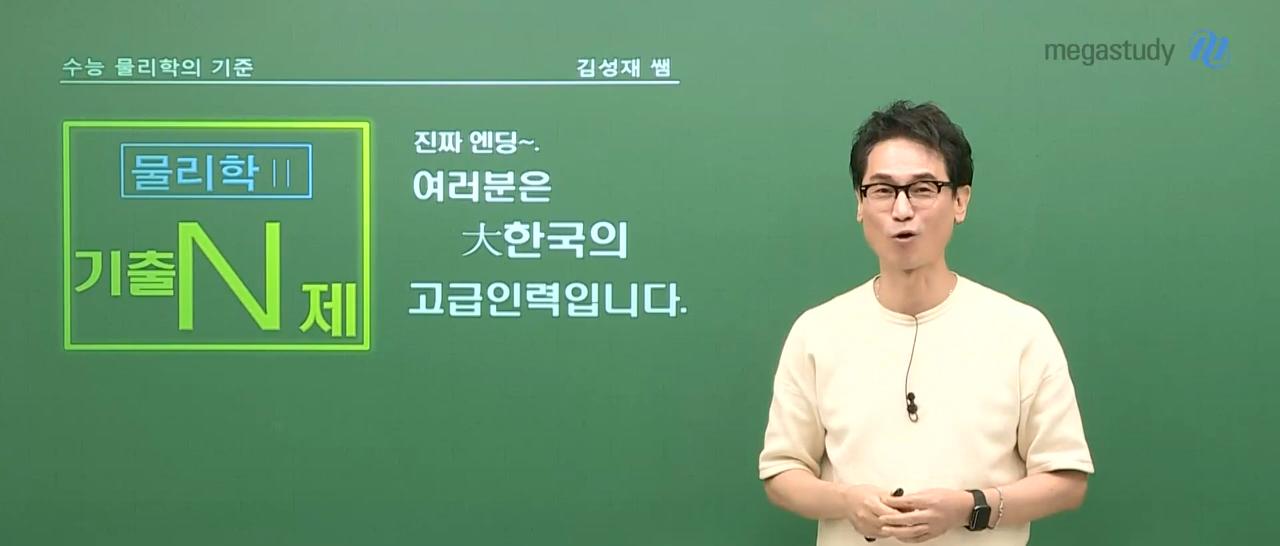 수능 물리학의 기준
김성재 쌤
megastudy
물리학 II
기출N제
진짜 엔딩~.
여러분은
大한국의
고급인력입니다.